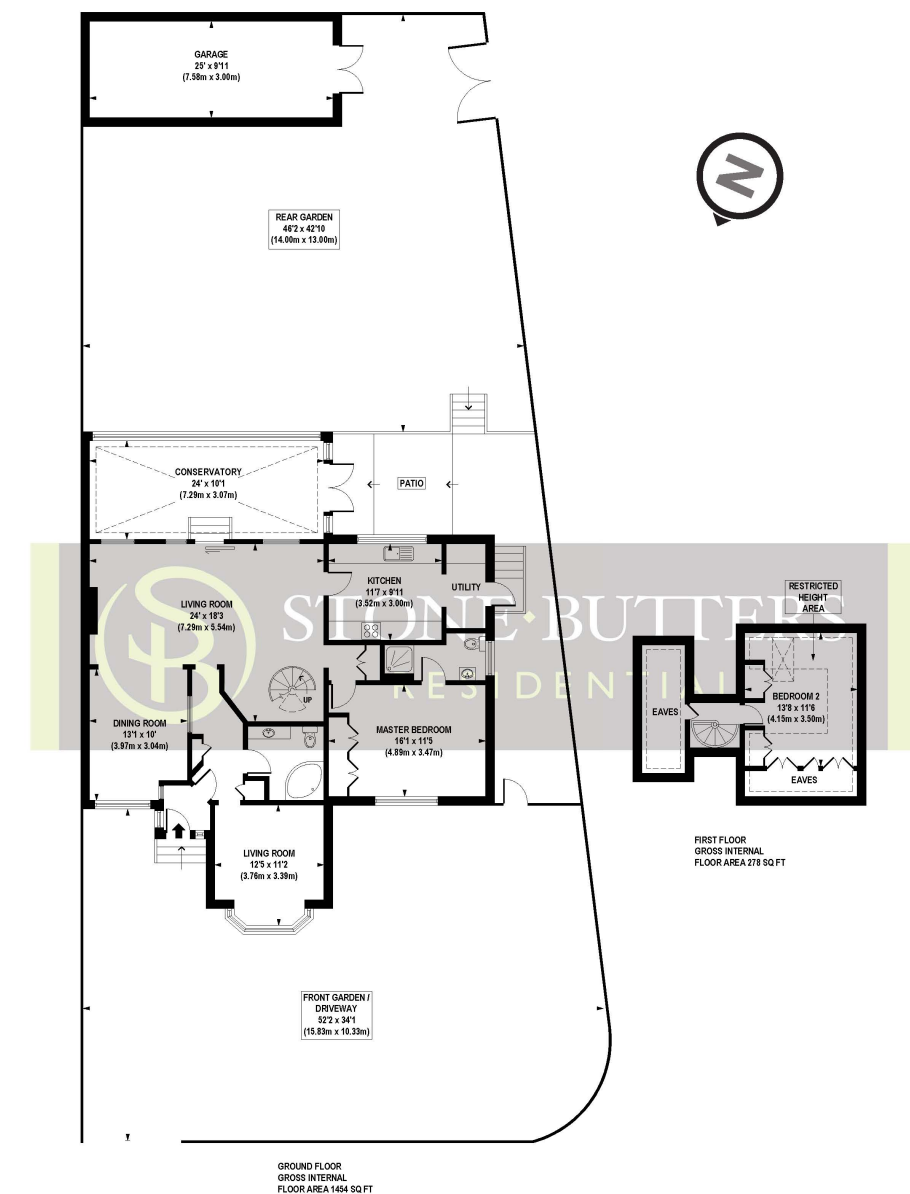 GARAGE
25' x 9'11
(7.58m x 3.00m)
N
REAR GARDEN
46'2 x 42'10
(14.00m x 13.00m)
CONSERVATORY
24' x 10'1
(7.29m x 3.07m)
PATIO
KITCHEN
11'7 x 9'11
(3.52m x 3.00m)
UTILITY
LIVING ROOM
24' x 18'3
(7.29m x 5.54m)
SB
STONE BUTTERS
RESIDENTIAL
UP
DINING ROOM
13'1 x 10'
(3.97m x 3.04m)
MASTER BEDROOM
16'1 x 11'5
(4.89m x 3.47m)
RESTRICTED
HEIGHT
AREA
EAVES
BEDROOM 2
13'8 x 11'6
(4.15m x 3.50m)
EAVES
LIVING ROOM
12'5 x 11'2
(3.76m x 3.39m)
FIRST FLOOR
GROSS INTERNAL
FLOOR AREA 278 SQ FT
FRONT GARDEN /
DRIVEWAY
52'2 x 34'1
(15.83m x 10.33m)
GROUND FLOOR
GROSS INTERNAL
FLOOR AREA 1454 SQ FT